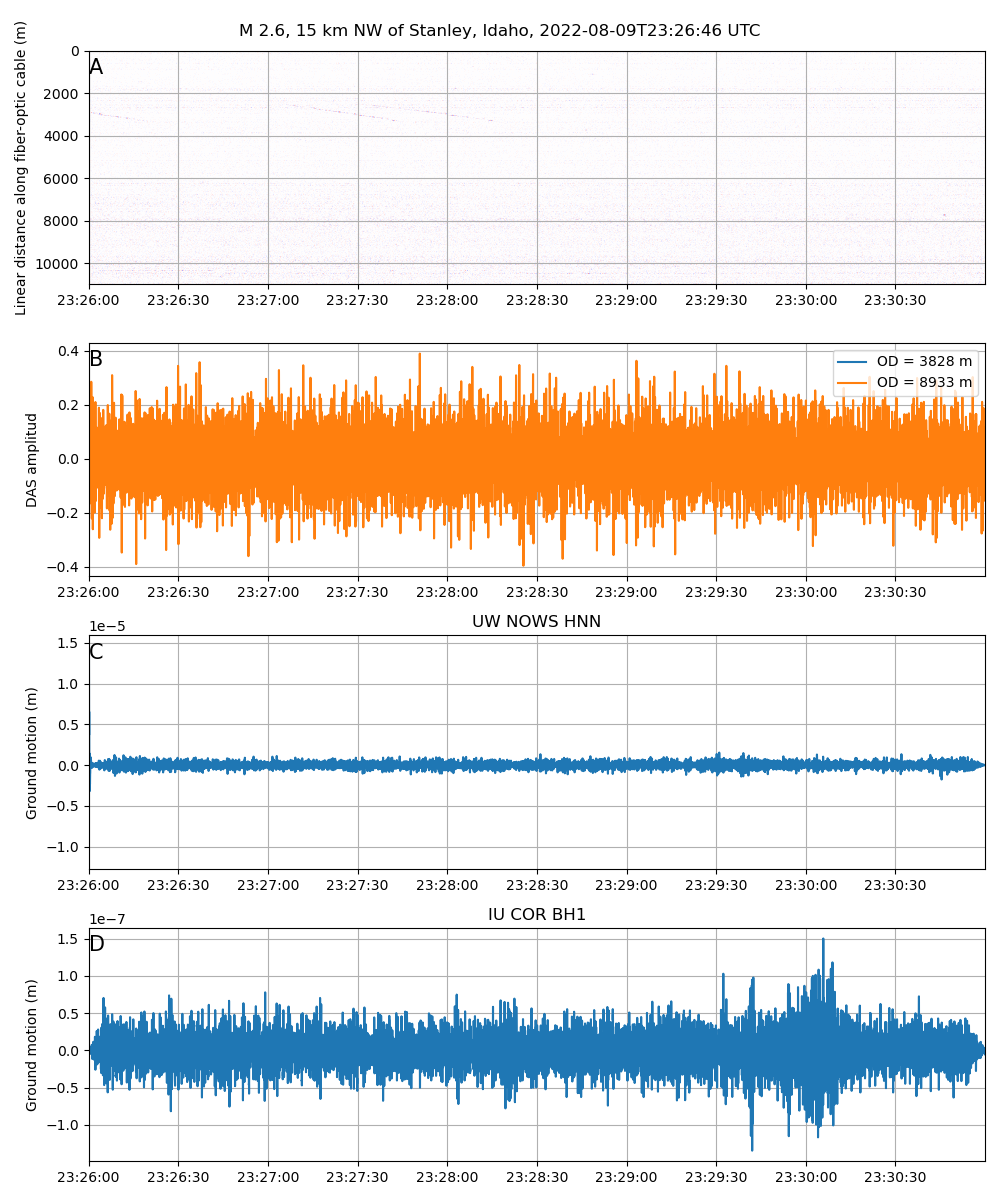 M 2.6, 15 km NW of Stanley, Idaho, 2022-08-09T23:26:46 UTC
A
Linear distance along fiber-optic cable (m)
0
2000
4000
6000
8000
10000
23:26:00 23:26:30 23:27:00 23:27:30 23:28:00 23:28:30 23:29:00 23:29:30 23:30:00 23:30:30
B
DAS amplitud
0.4
0.2
0.0
−0.2
−0.4
OD = 3828 m
OD = 8933 m
23:26:00 23:26:30 23:27:00 23:27:30 23:28:00 23:28:30 23:29:00 23:29:30 23:30:00 23:30:30
UW NOWS HNN
1e−5
C
Ground motion (m)
1.5
1.0
0.5
0.0
−0.5
−1.0
23:26:00 23:26:30 23:27:00 23:27:30 23:28:00 23:28:30 23:29:00 23:29:30 23:30:00 23:30:30
IU COR BH1
1e−7
D
Ground motion (m)
1.5
1.0
0.5
0.0
−0.5
−1.0
23:26:00 23:26:30 23:27:00 23:27:30 23:28:00 23:28:30 23:29:00 23:29:30 23:30:00 23:30:30